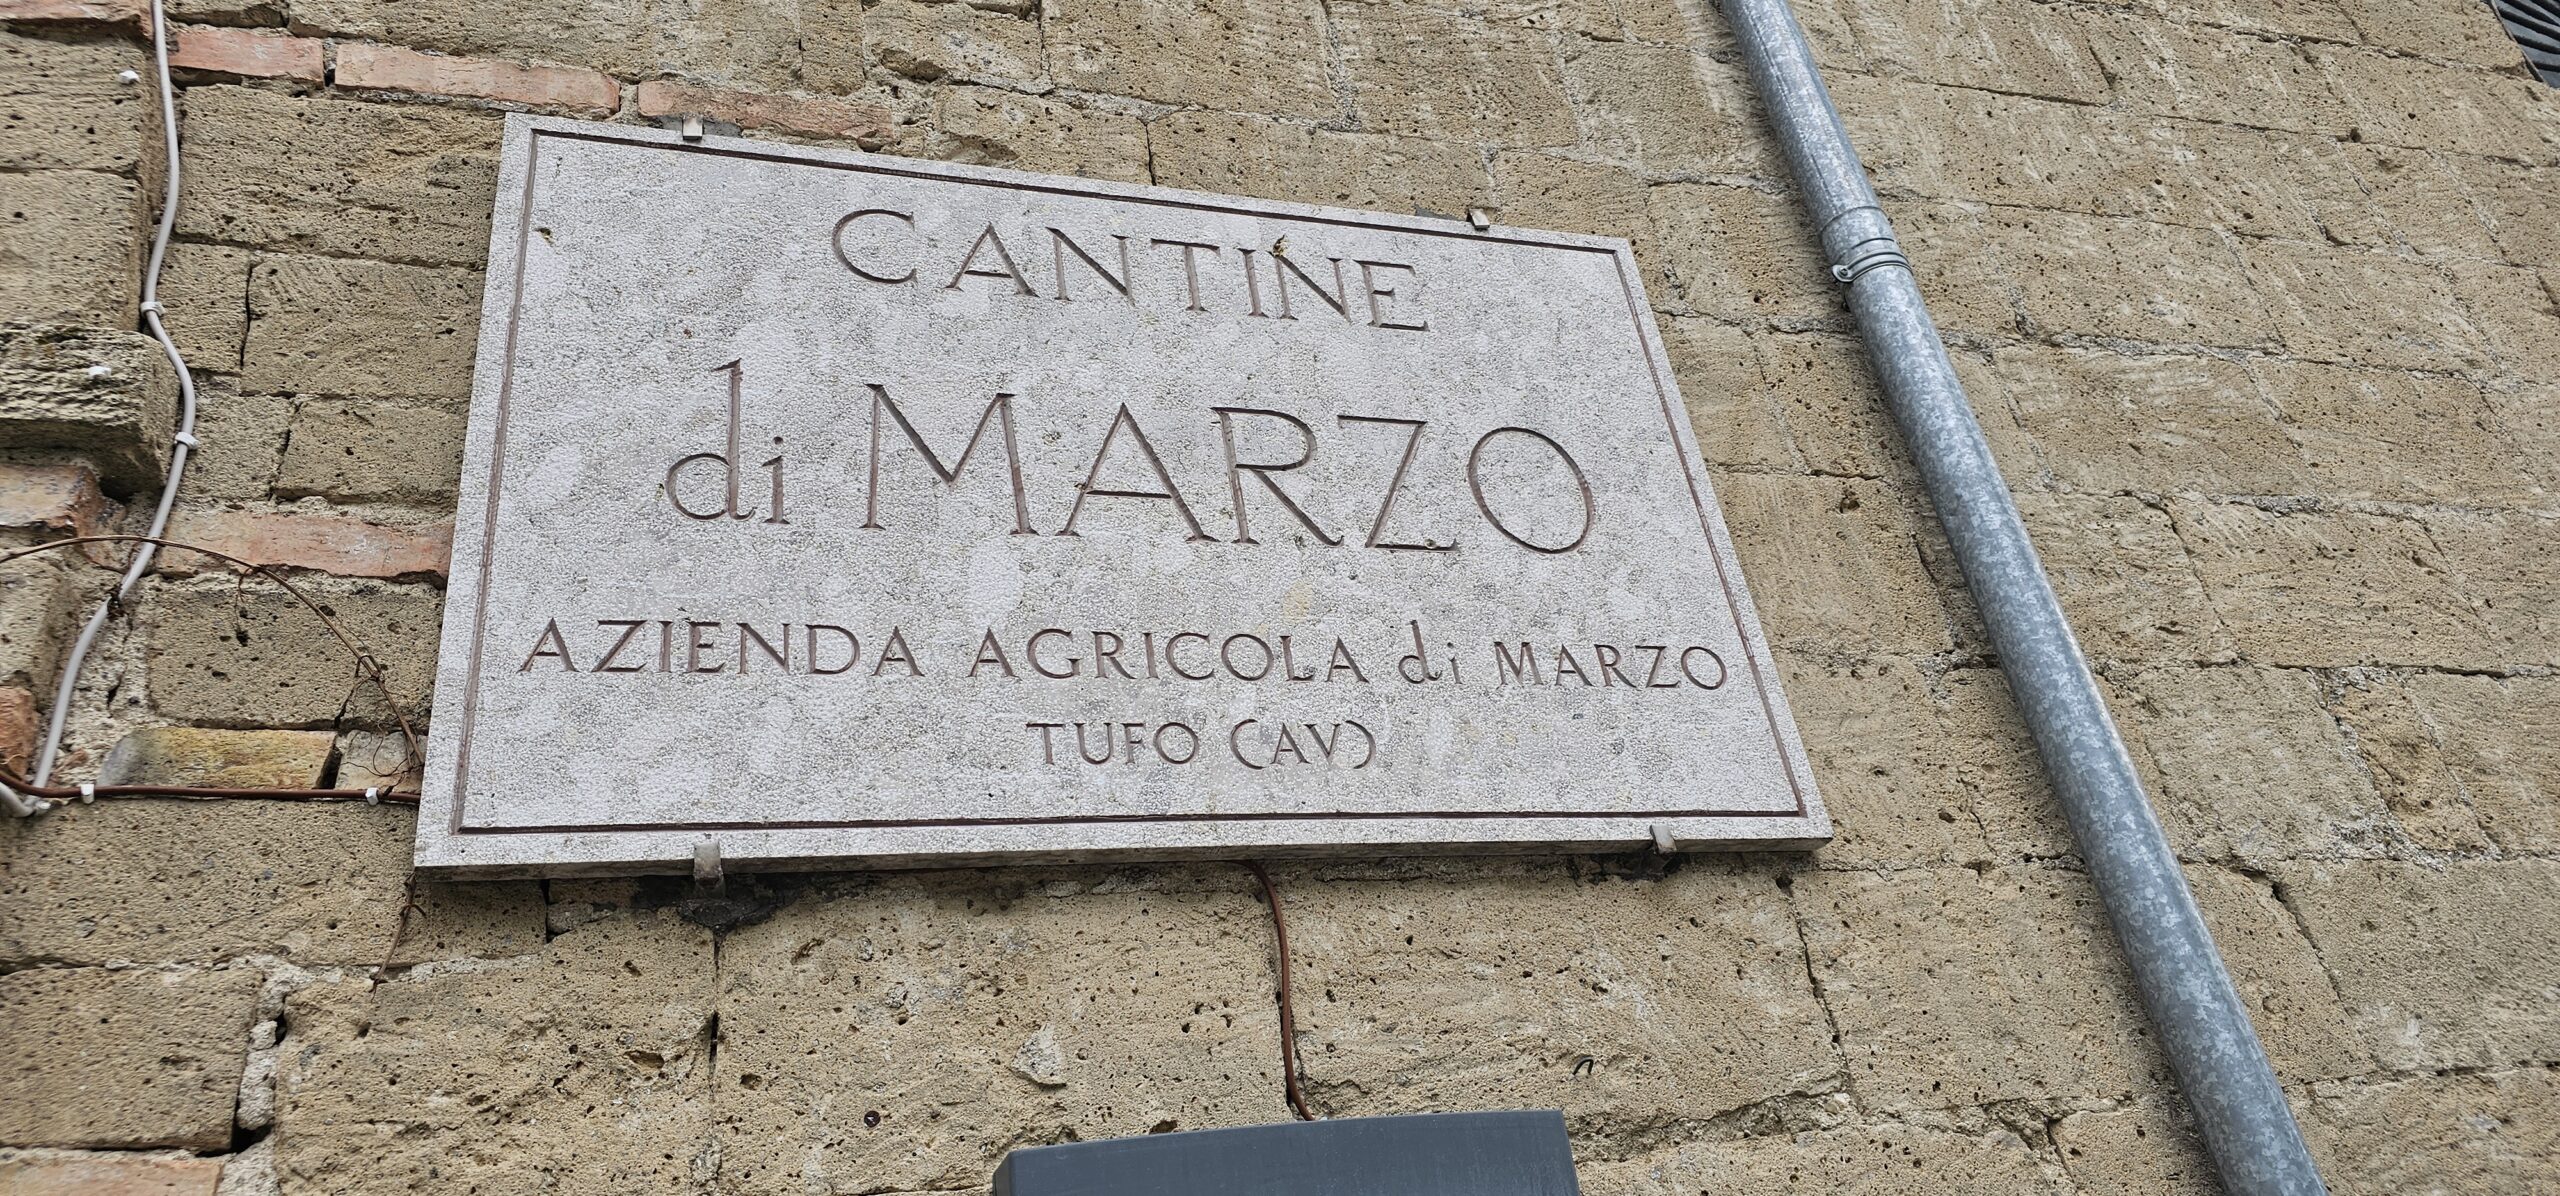 CANTINE
di MARZO
AZIENDA AGRICOLA di MARZO
TUFO (AV)